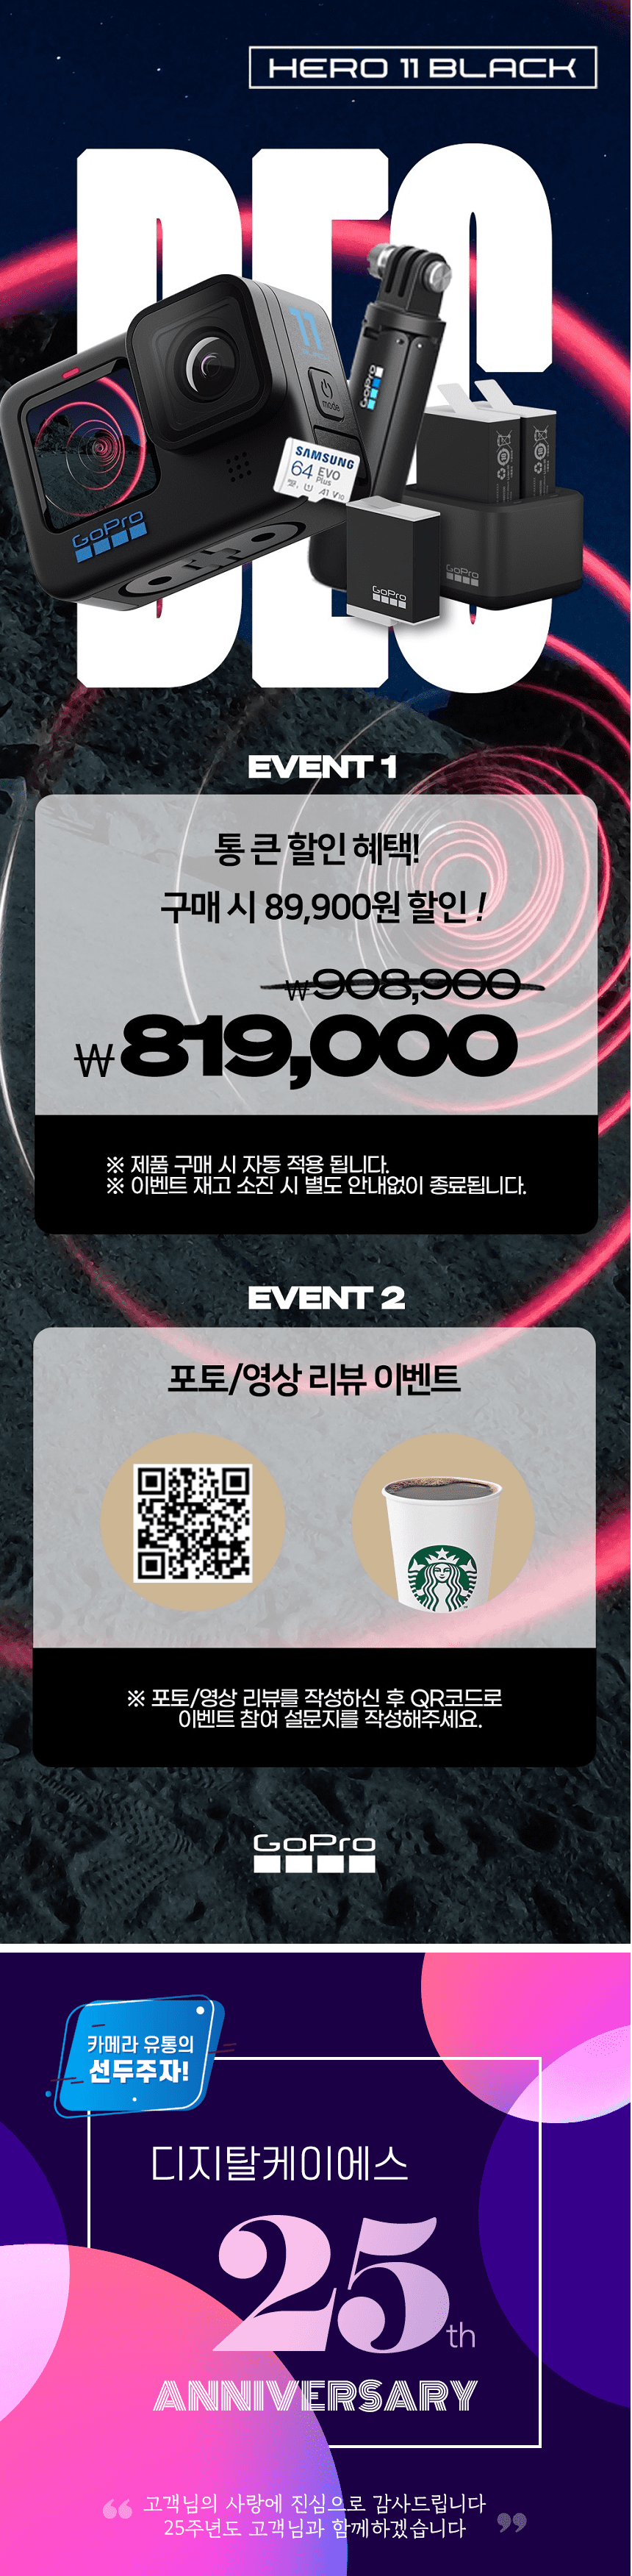 HERO 11 BLACK
DEC
11
BLACK
mode
GoPro
SAMSUNG
64 EVO
Plus
A1 V10
GoPro
GoPro
GoPro
EVENT 1
통 큰 할인 혜택!
구매 시 89,900원 할인 !
₩908,900
₩819,000
※ 제품 구매 시 자동 적용 됩니다.
※ 이벤트 재고 소진 시 별도 안내없이 종료됩니다.
EVENT 2
포토/영상 리뷰 이벤트
※ 포토/영상 리뷰를 작성하신 후 QR코드로
이벤트 참여 설문지를 작성해주세요.
GoPro
카메라 유통의
선두주자!
디지탈케이에스
25th
ANNIVERSARY
“ 고객님의 사랑에 진심으로 감사드립니다
25주년도 고객님과 함께하겠습니다 ”